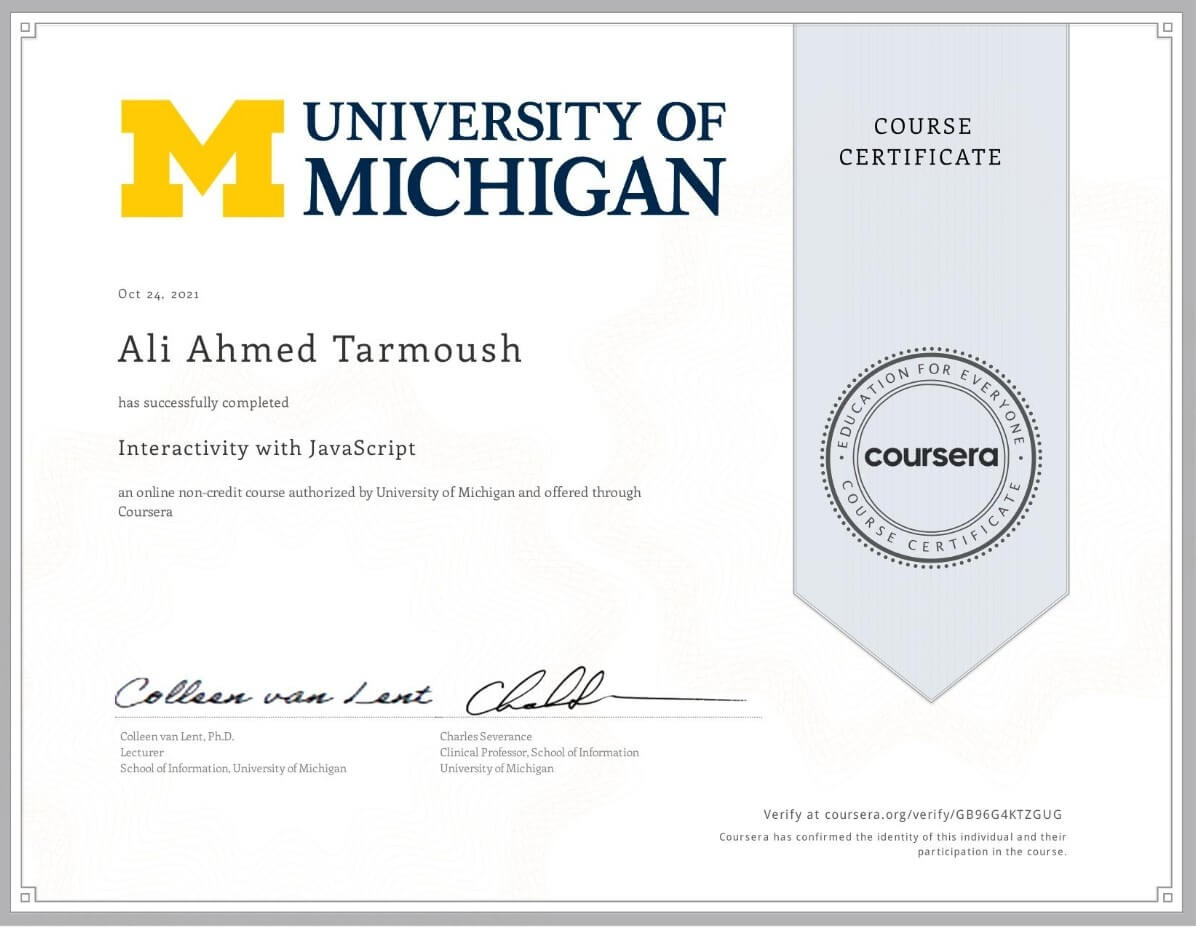 UNIVERSITY OF
MICHIGAN
COURSE
CERTIFICATE
Oct 24, 2021
Ali Ahmed Tarmoush
has successfully completed
Interactivity with JavaScript
an online non-credit course authorized by University of Michigan and offered through
Coursera
EDUCATION FOR EVERYONE
coursera
COURSE CERTIFICATE
Colleen van Lent
Colleen van Lent, Ph.D.
Lecturer
School of Information, University of Michigan
Charles Severance
Clinical Professor, School of Information
University of Michigan
Verify at coursera.org/verify/GB96G4KTZGUG
Coursera has confirmed the identity of this individual and their
participation in the course.